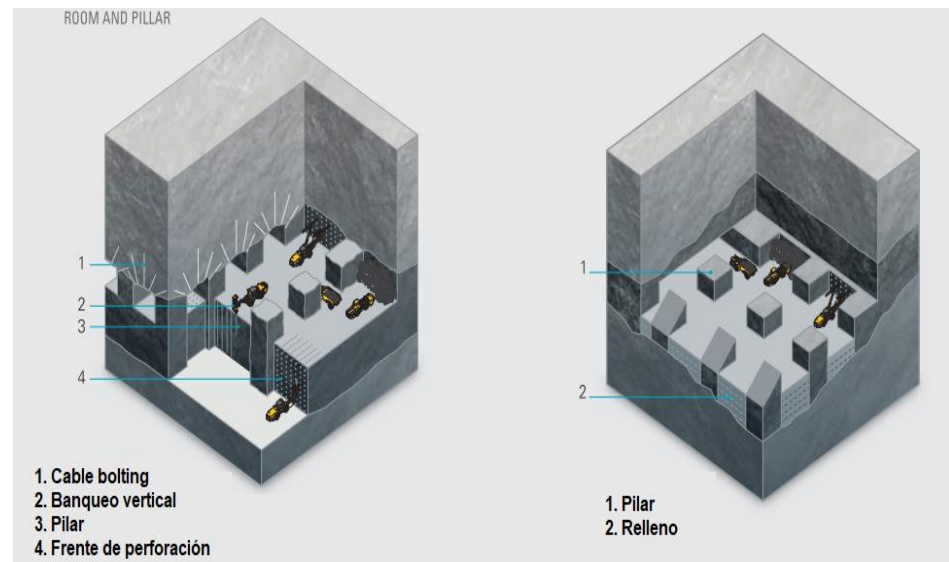 ROOM AND PILLAR
1
2
3
4
1. Cable bolting
2. Banqueo vertical
3. Pilar
4. Frente de perforación
1
2
1. Pilar
2. Relleno